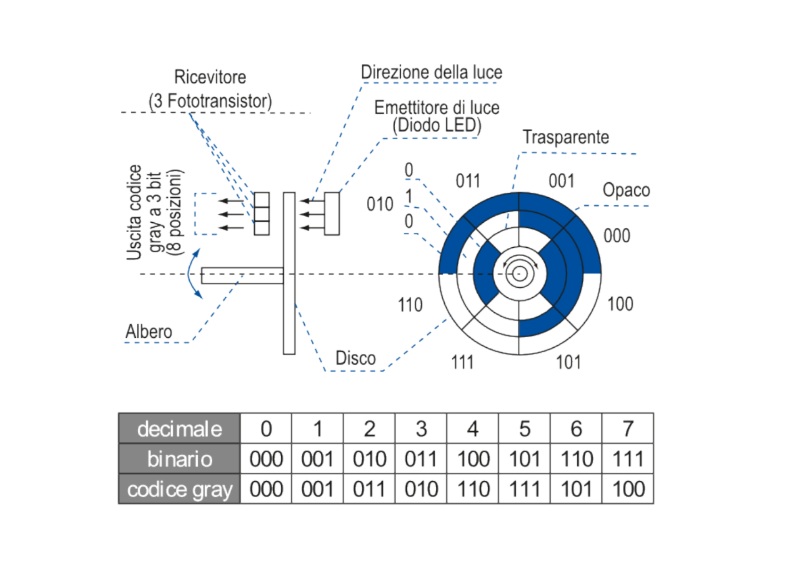 Ricevitore
(3 Fototransistor)
Direzione della luce
Emettitore di luce
(Diodo LED)
Trasparente
Opaco
Uscita codice
gray a 3 bit
(8 posizioni)
0
1
0
010
011
001
000
100
101
111
110
Albero
Disco
decimale 0 1 2 3 4 5 6 7
binario 000 001 010 011 100 101 110 111
codice gray 000 001 011 010 110 111 101 100